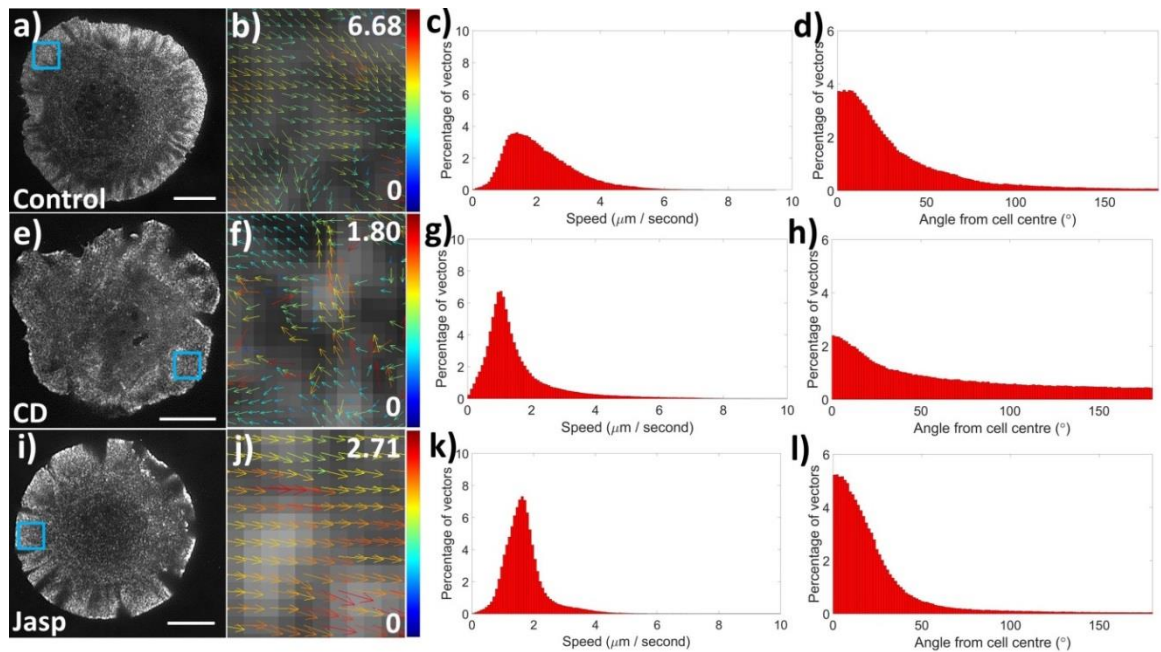 a)
Control
b)
6.68
0
c)
Percentage of vectors
10
8
6
4
2
0
0 2 4 6 8 10
Speed (μm / second)
d)
Percentage of vectors
6
4
2
0
0 50 100 150
Angle from cell centre (°)
e)
CD
f)
1.80
0
g)
Percentage of vectors
10
8
6
4
2
0
0 2 4 6 8 10
Speed (μm / second)
h)
Percentage of vectors
6
4
2
0
0 50 100 150
Angle from cell centre (°)
i)
Jasp
j)
2.71
0
k)
Percentage of vectors
10
8
6
4
2
0
0 2 4 6 8 10
Speed (μm / second)
l)
Percentage of vectors
6
4
2
0
0 50 100 150
Angle from cell centre (°)